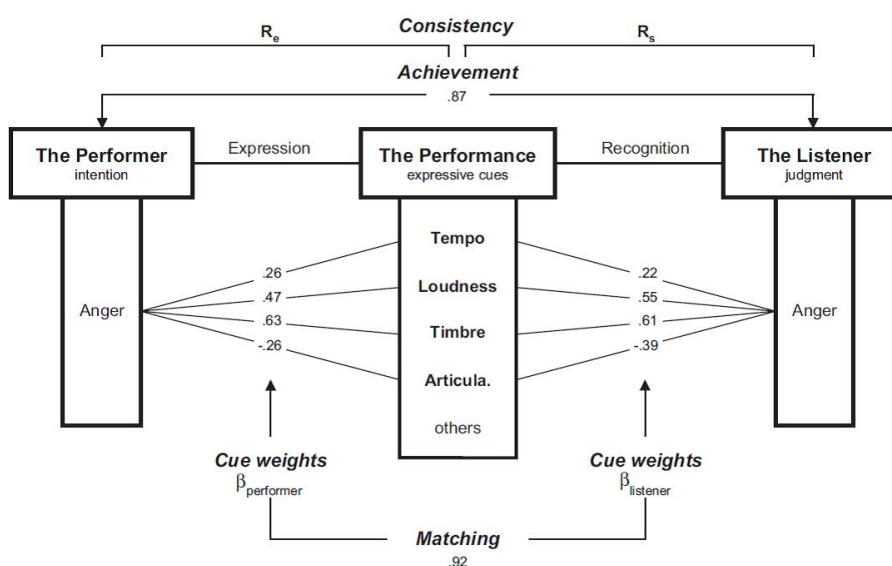 Consistency
Re Rs
Achievement
.87
The Performer Expression The Performance Recognition The Listener
intention expressive cues judgment
Tempo
.26 .22
Loudness
.47 .55
Anger Anger
.63 Timbre .61
-.26 -.39
Articula.
others
Cue weights Cue weights
βperformer βlistener
Matching
.92